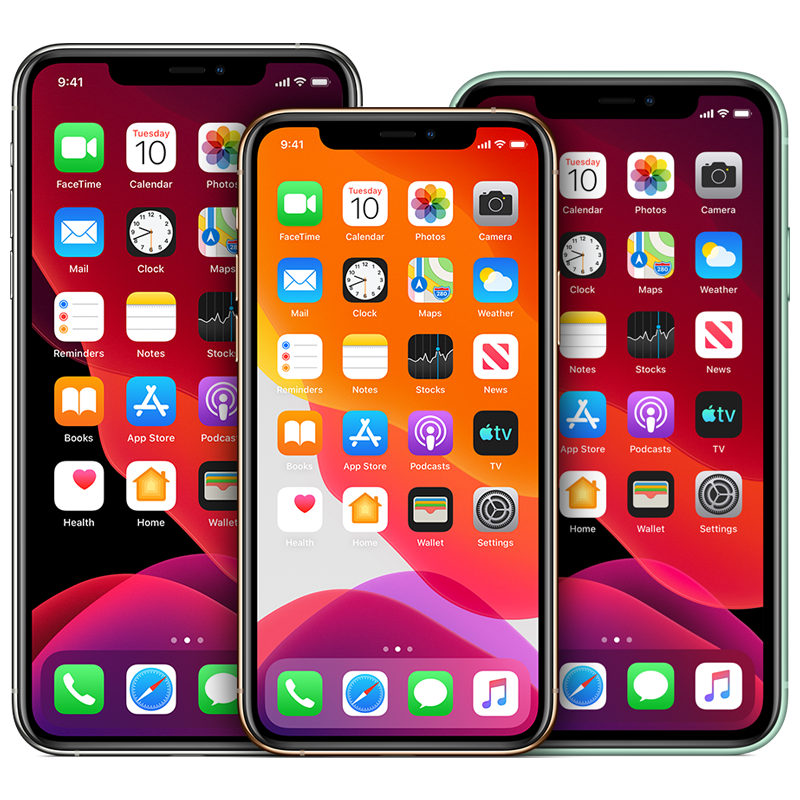 9:41
FaceTime
Tuesday
10
Calendar
Photos
Mail
Clock
Maps
Reminders
Notes
Stocks
Books
App Store
Podcas
Health
Home
Wallet
9:41
FaceTime
Tuesday
10
Calendar
Photos
Camera
Mail
Clock
280
Maps
Weather
Reminders
Notes
Stocks
News
Books
App Store
Podcasts
tv
TV
Health
Home
Wallet
Settings
Tuesday
10
Calendar
Photos
Camera
Clock
280
Maps
Weather
Notes
Stocks
News
App Store
Podcasts
tv
TV
Home
Wallet
Settings